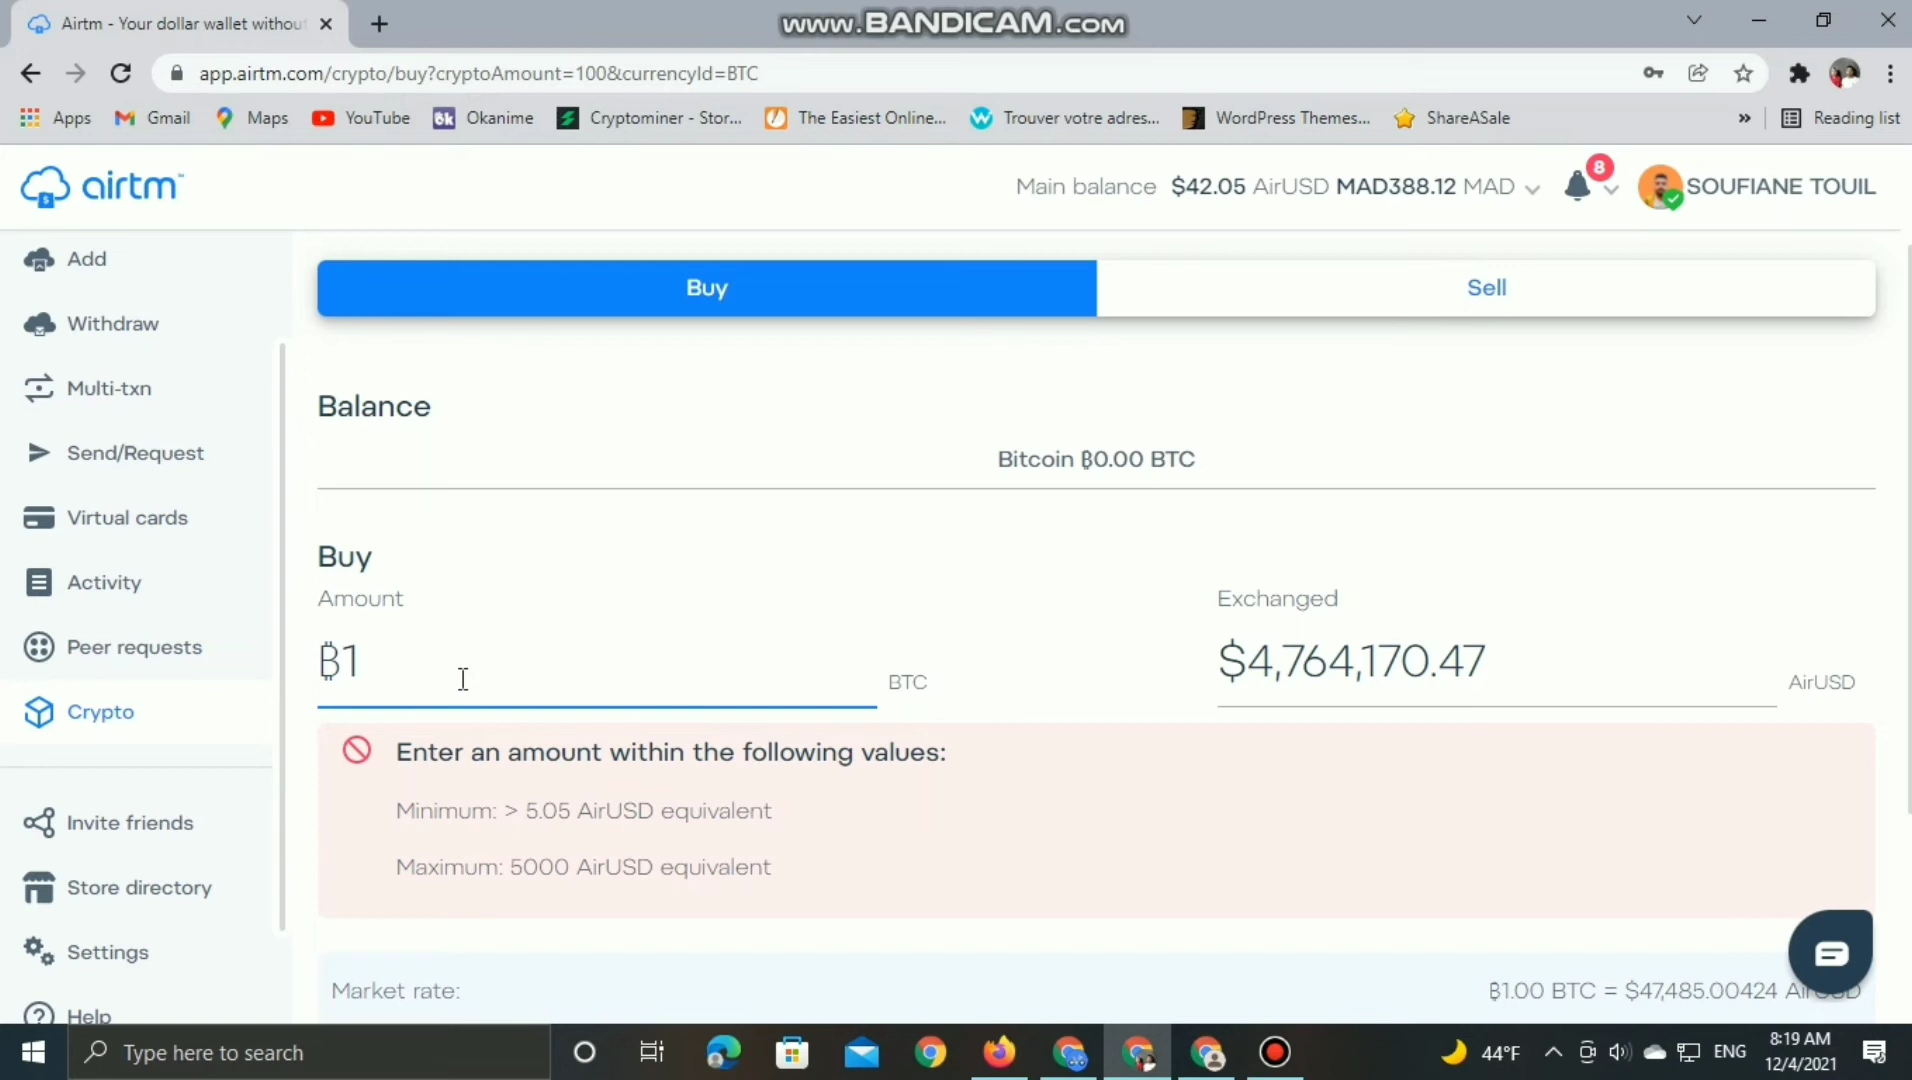 www.BANDICAM.com
Airtm - Your dollar wallet without
app.airtm.com/crypto/buy?cryptoAmount=100&currencyId=BTC
Apps Gmail Maps YouTube Okanime Cryptominer - Stor... The Easiest Online... Trouver votre adres... WordPress Themes... ShareASale » Reading list
airtm Main balance $42.05 AirUSD MAD388.12 MAD 8 SOUFIANE TOUIL
Add
Withdraw
Multi-txn
Send/Request
Virtual cards
Activity
Peer requests
Crypto
Invite friends
Store directory
Settings
Help
Buy Sell
Balance
Bitcoin ₿0.00 BTC
Buy
Amount Exchanged
₿1 BTC $4,764,170.47 AirUSD
Enter an amount within the following values:
Minimum: > 5.05 AirUSD equivalent
Maximum: 5000 AirUSD equivalent
Market rate: ₿1.00 BTC = $47,485.00424 AirUSD
Type here to search 44°F ENG 8:19 AM
12/4/2021